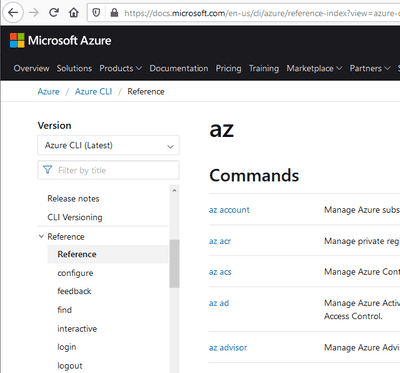 https://docs.microsoft.com/en-us/cli/azure/reference-index?view=azure-c
Microsoft Azure
Overview Solutions Products Documentation Pricing Training Marketplace Partners
Azure / Azure CLI / Reference
Version
Azure CLI (Latest)
Filter by title
Release notes
CLI Versioning
Reference
Reference
configure
feedback
find
interactive
login
logout
az
Commands
az account Manage Azure subs
az acr Manage private reg
az acs Manage Azure Cont
az ad Manage Azure Activ
Access Control.
az advisor Manage Azure Advi